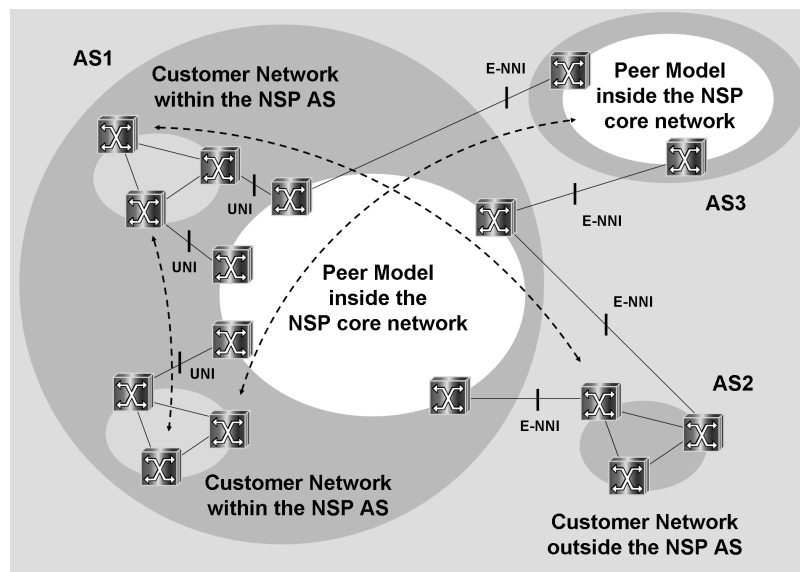 AS1
Customer Network
within the NSP AS
E-NNI
Peer Model
inside the NSP
core network
AS3
E-NNI
UNI
UNI
Peer Model
inside the
NSP core network
E-NNI
UNI
AS2
E-NNI
Customer Network
within the NSP AS
Customer Network
outside the NSP AS